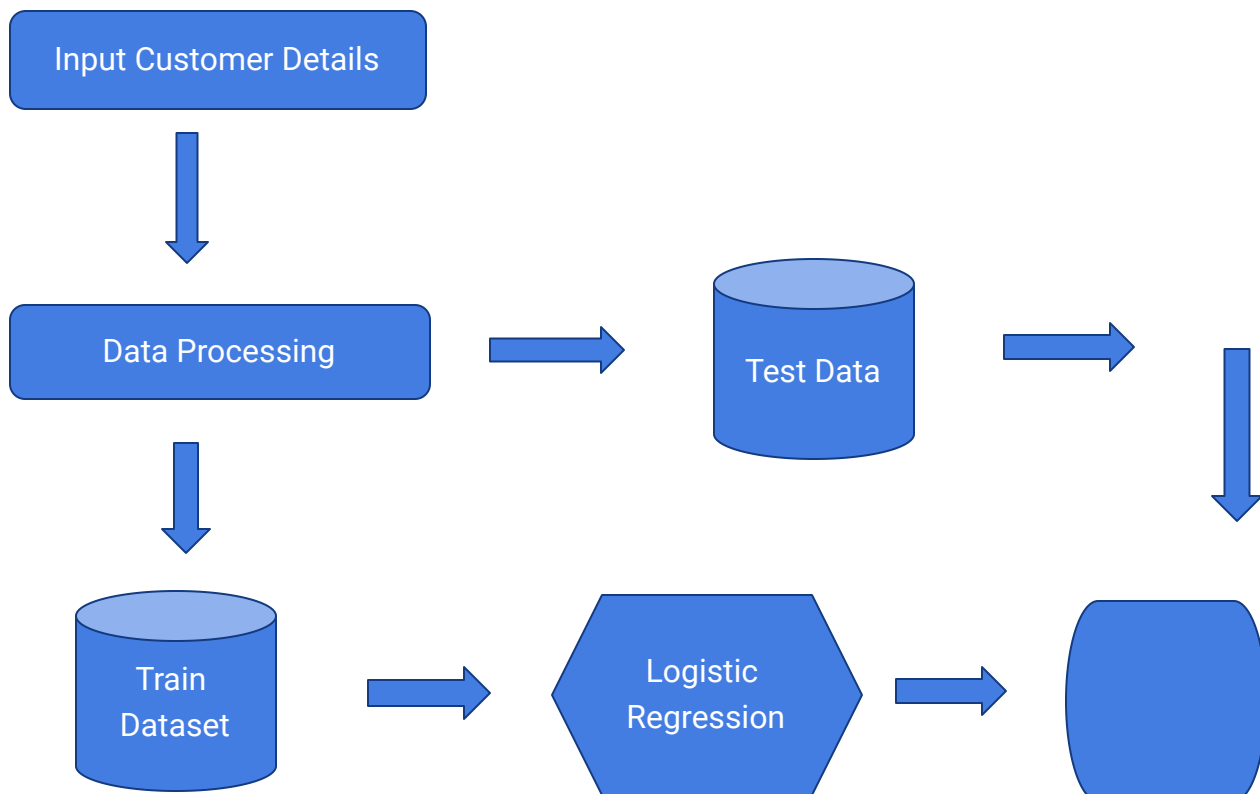 Input Customer Details
Data Processing
Test Data
Train
Dataset
Logistic
Regression